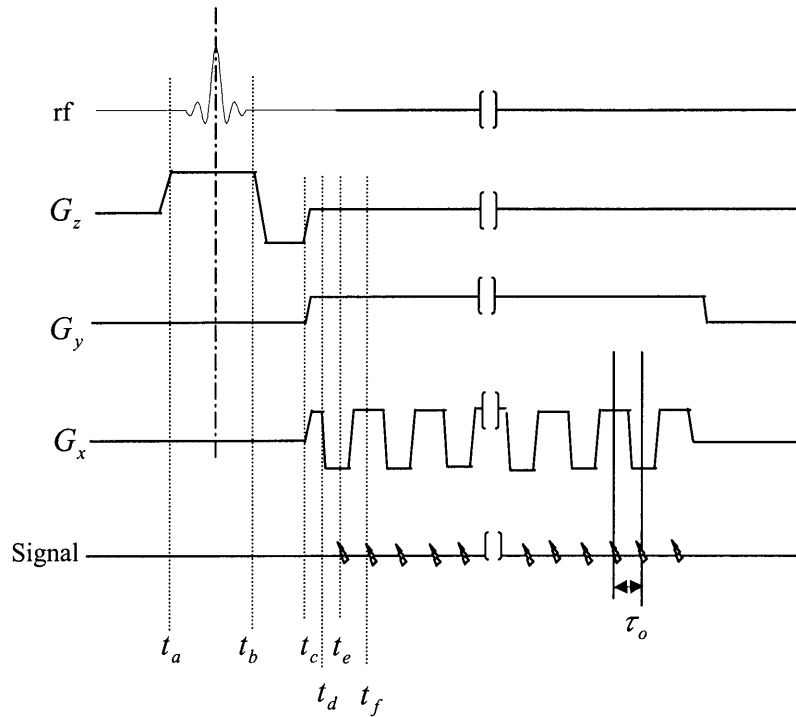 rf
G_z
G_y
G_x
Signal
t_a t_b t_c t_e τ_o
t_d t_f